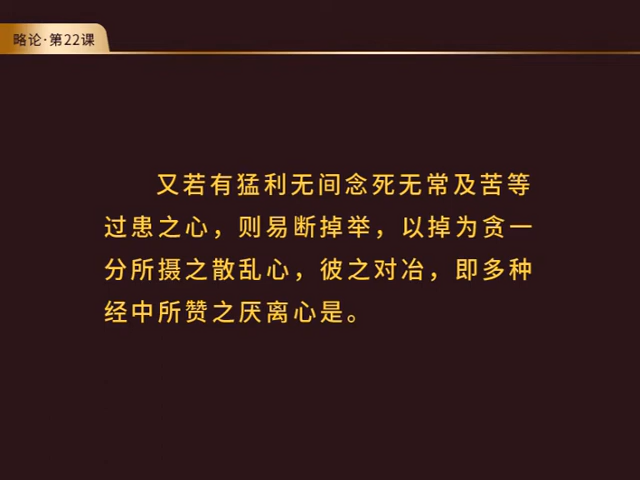 略论·第22课
又若有猛利无间念死无常及苦等
过患之心，则易断掉举，以掉为贪一
分所摄之散乱心，彼之对冶，即多种
经中所赞之厌离心是。